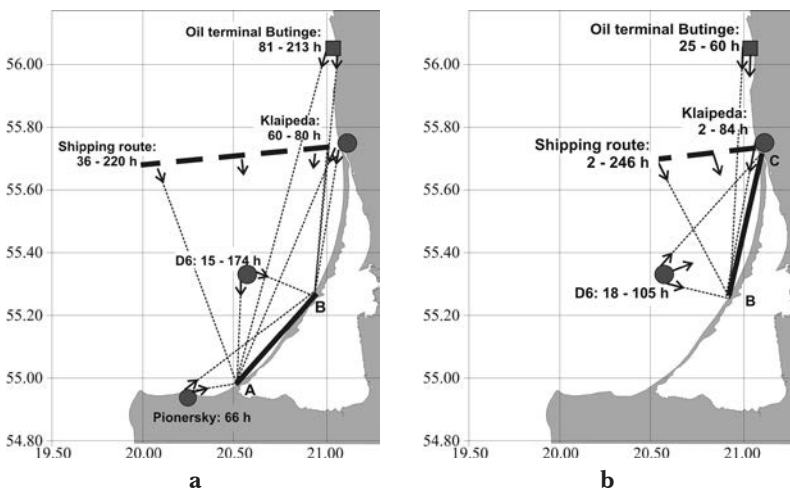 Oil terminal Butinge:
81 - 213 h
56.00
Klaipeda:
60 - 80 h
55.80
Shipping route:
36 - 220 h
55.60
55.40
D6: 15 - 174 h
B
55.20
A
55.00
Pionersky: 66 h
54.80
19.50
20.00
20.50
21.00
a
Oil terminal Butinge:
25 - 60 h
56.00
Klaipeda:
2 - 84 h
55.80
Shipping route:
2 - 246 h
C
55.60
55.40
D6: 18 - 105 h
B
55.20
55.00
54.80
19.50
20.00
20.50
21.00
b